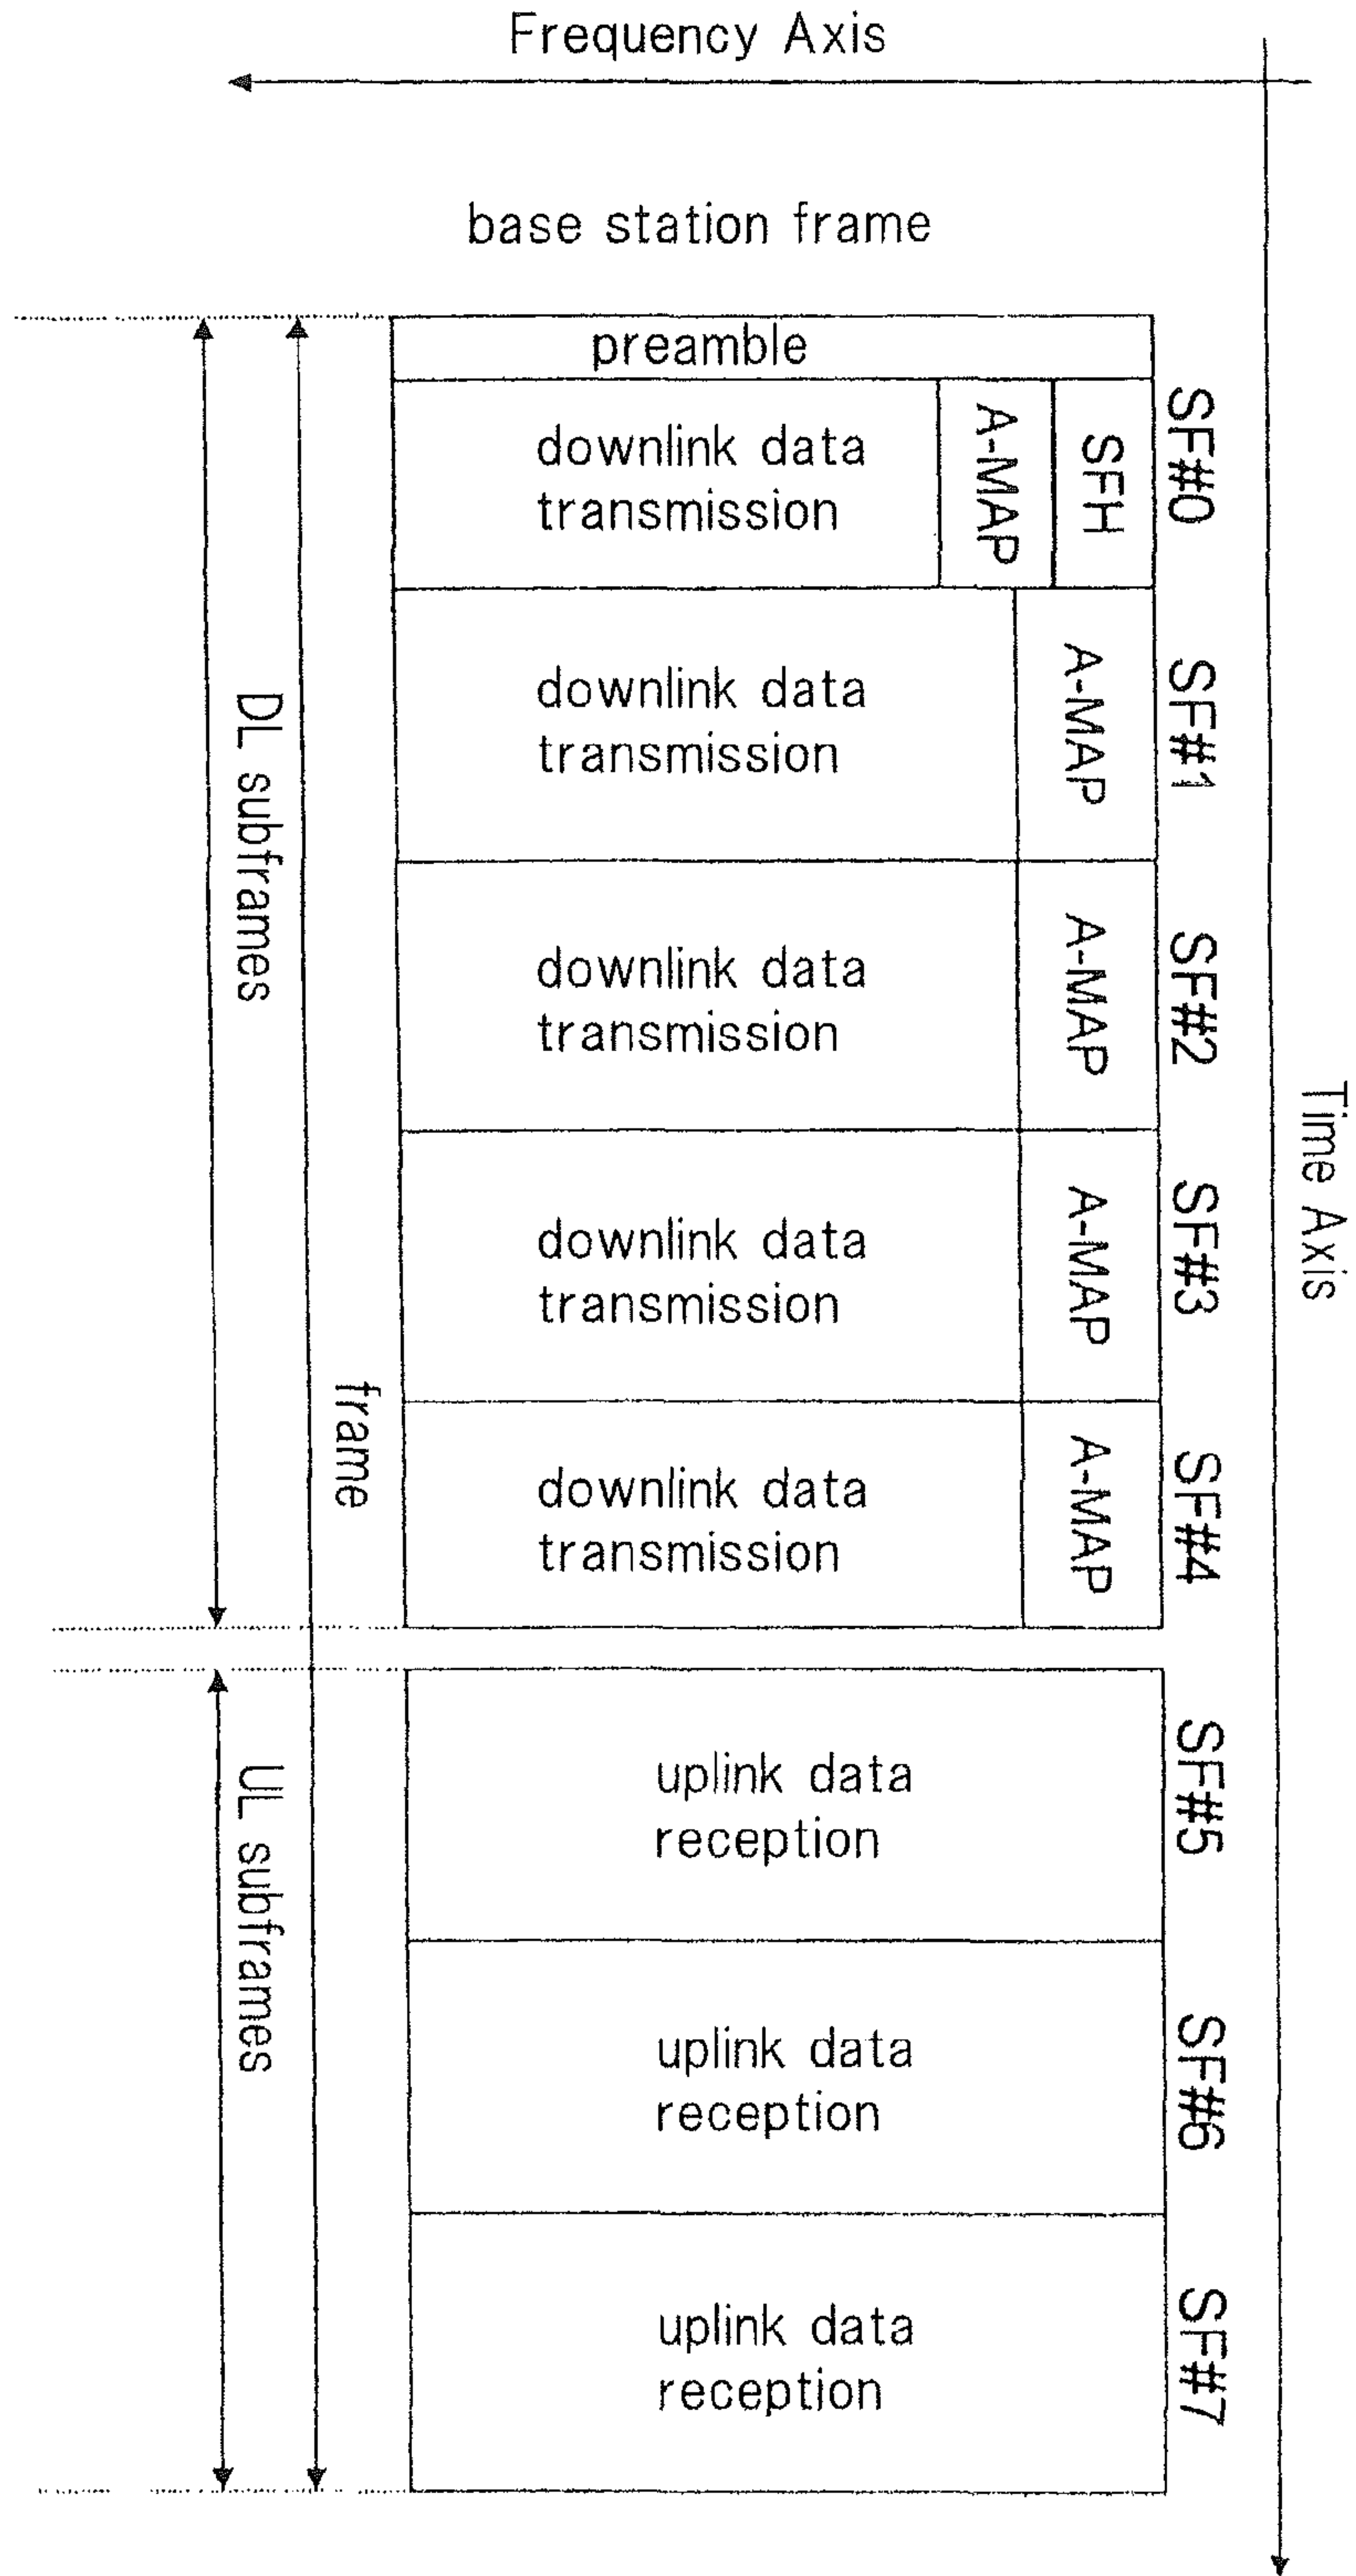 Frequency Axis
base station frame
preamble
SF#0
downlink data
transmission
A-MAP
SFH
SF#1
downlink data
transmission
A-MAP
SF#2
downlink data
transmission
A-MAP
Time Axis
SF#3
downlink data
transmission
A-MAP
SF#4
downlink data
transmission
A-MAP
DL subframes
frame
SF#5
uplink data
reception
SF#6
uplink data
reception
SF#7
uplink data
reception
UL subframes